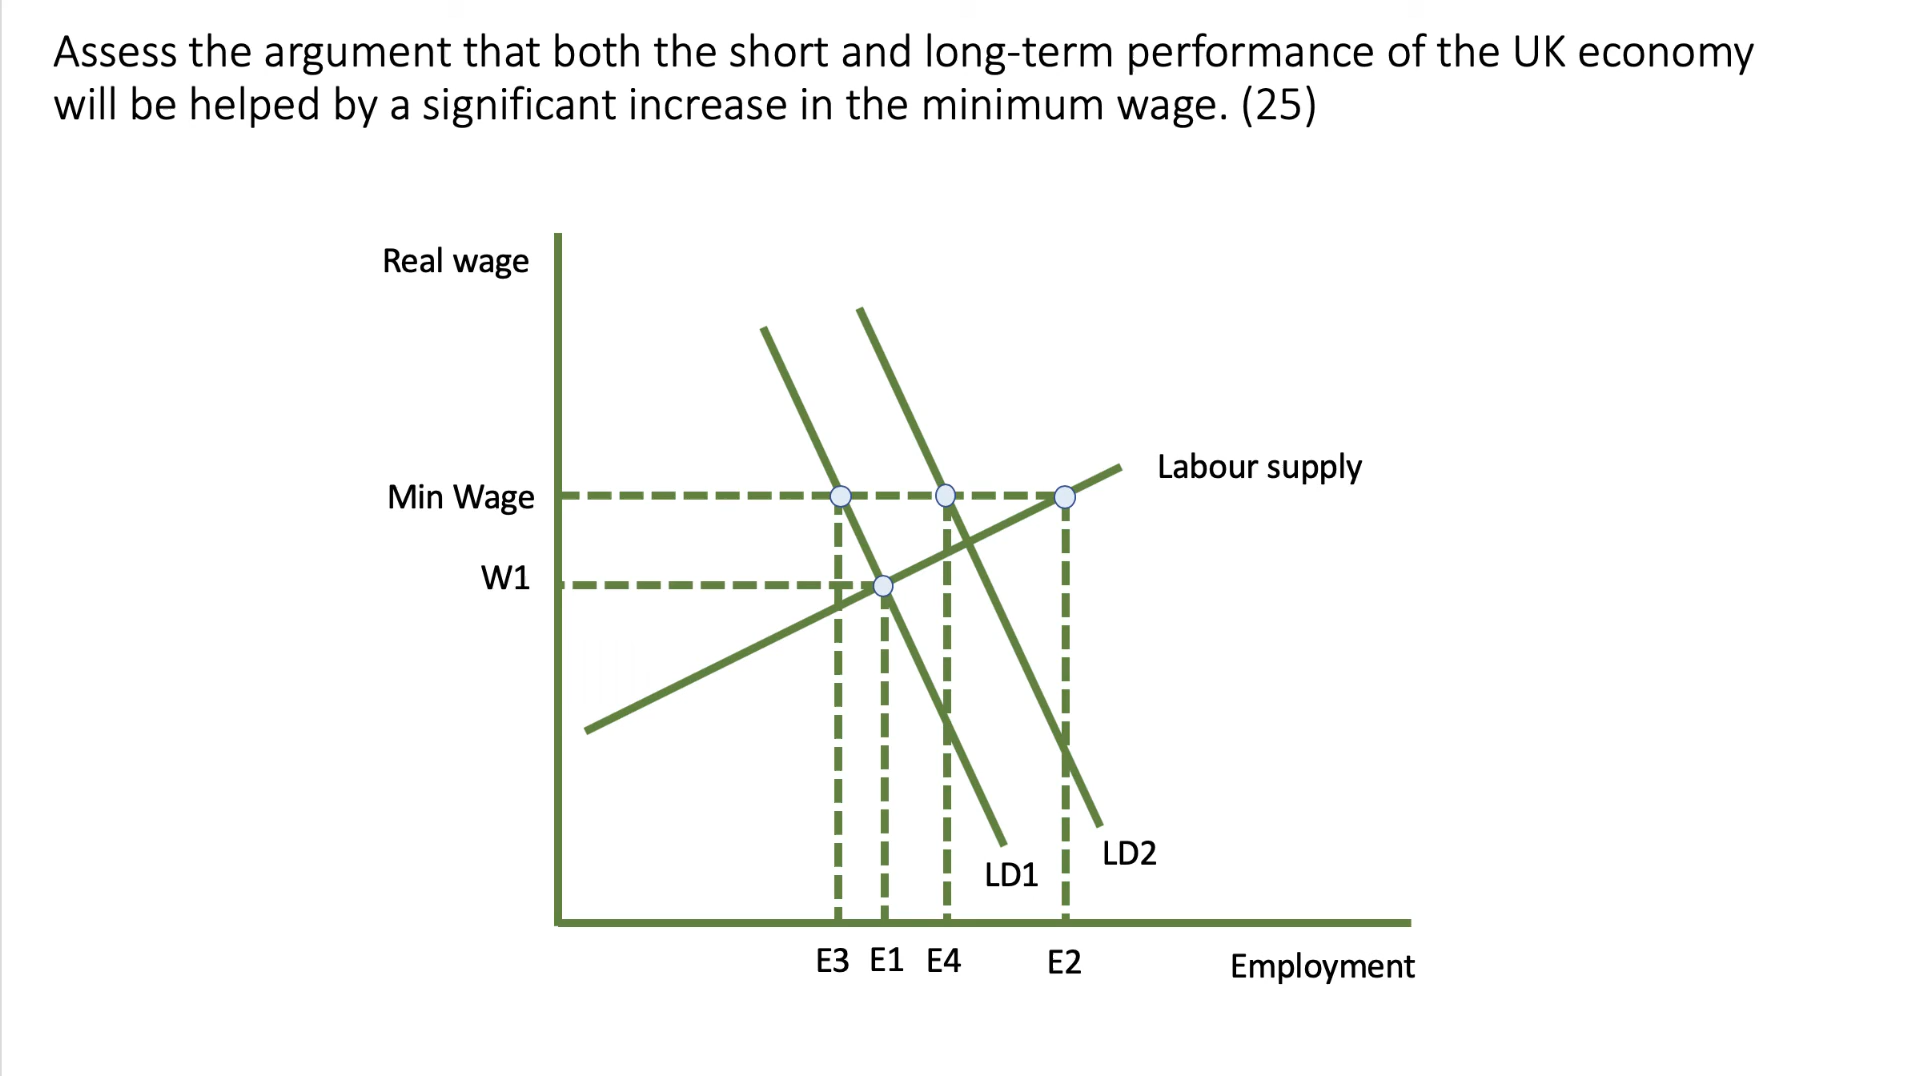 Assess the argument that both the short and long-term performance of the UK economy
will be helped by a significant increase in the minimum wage. (25)
Real wage
Labour supply
Min Wage
W1
LD2
LD1
E3 E1 E4 E2
Employment